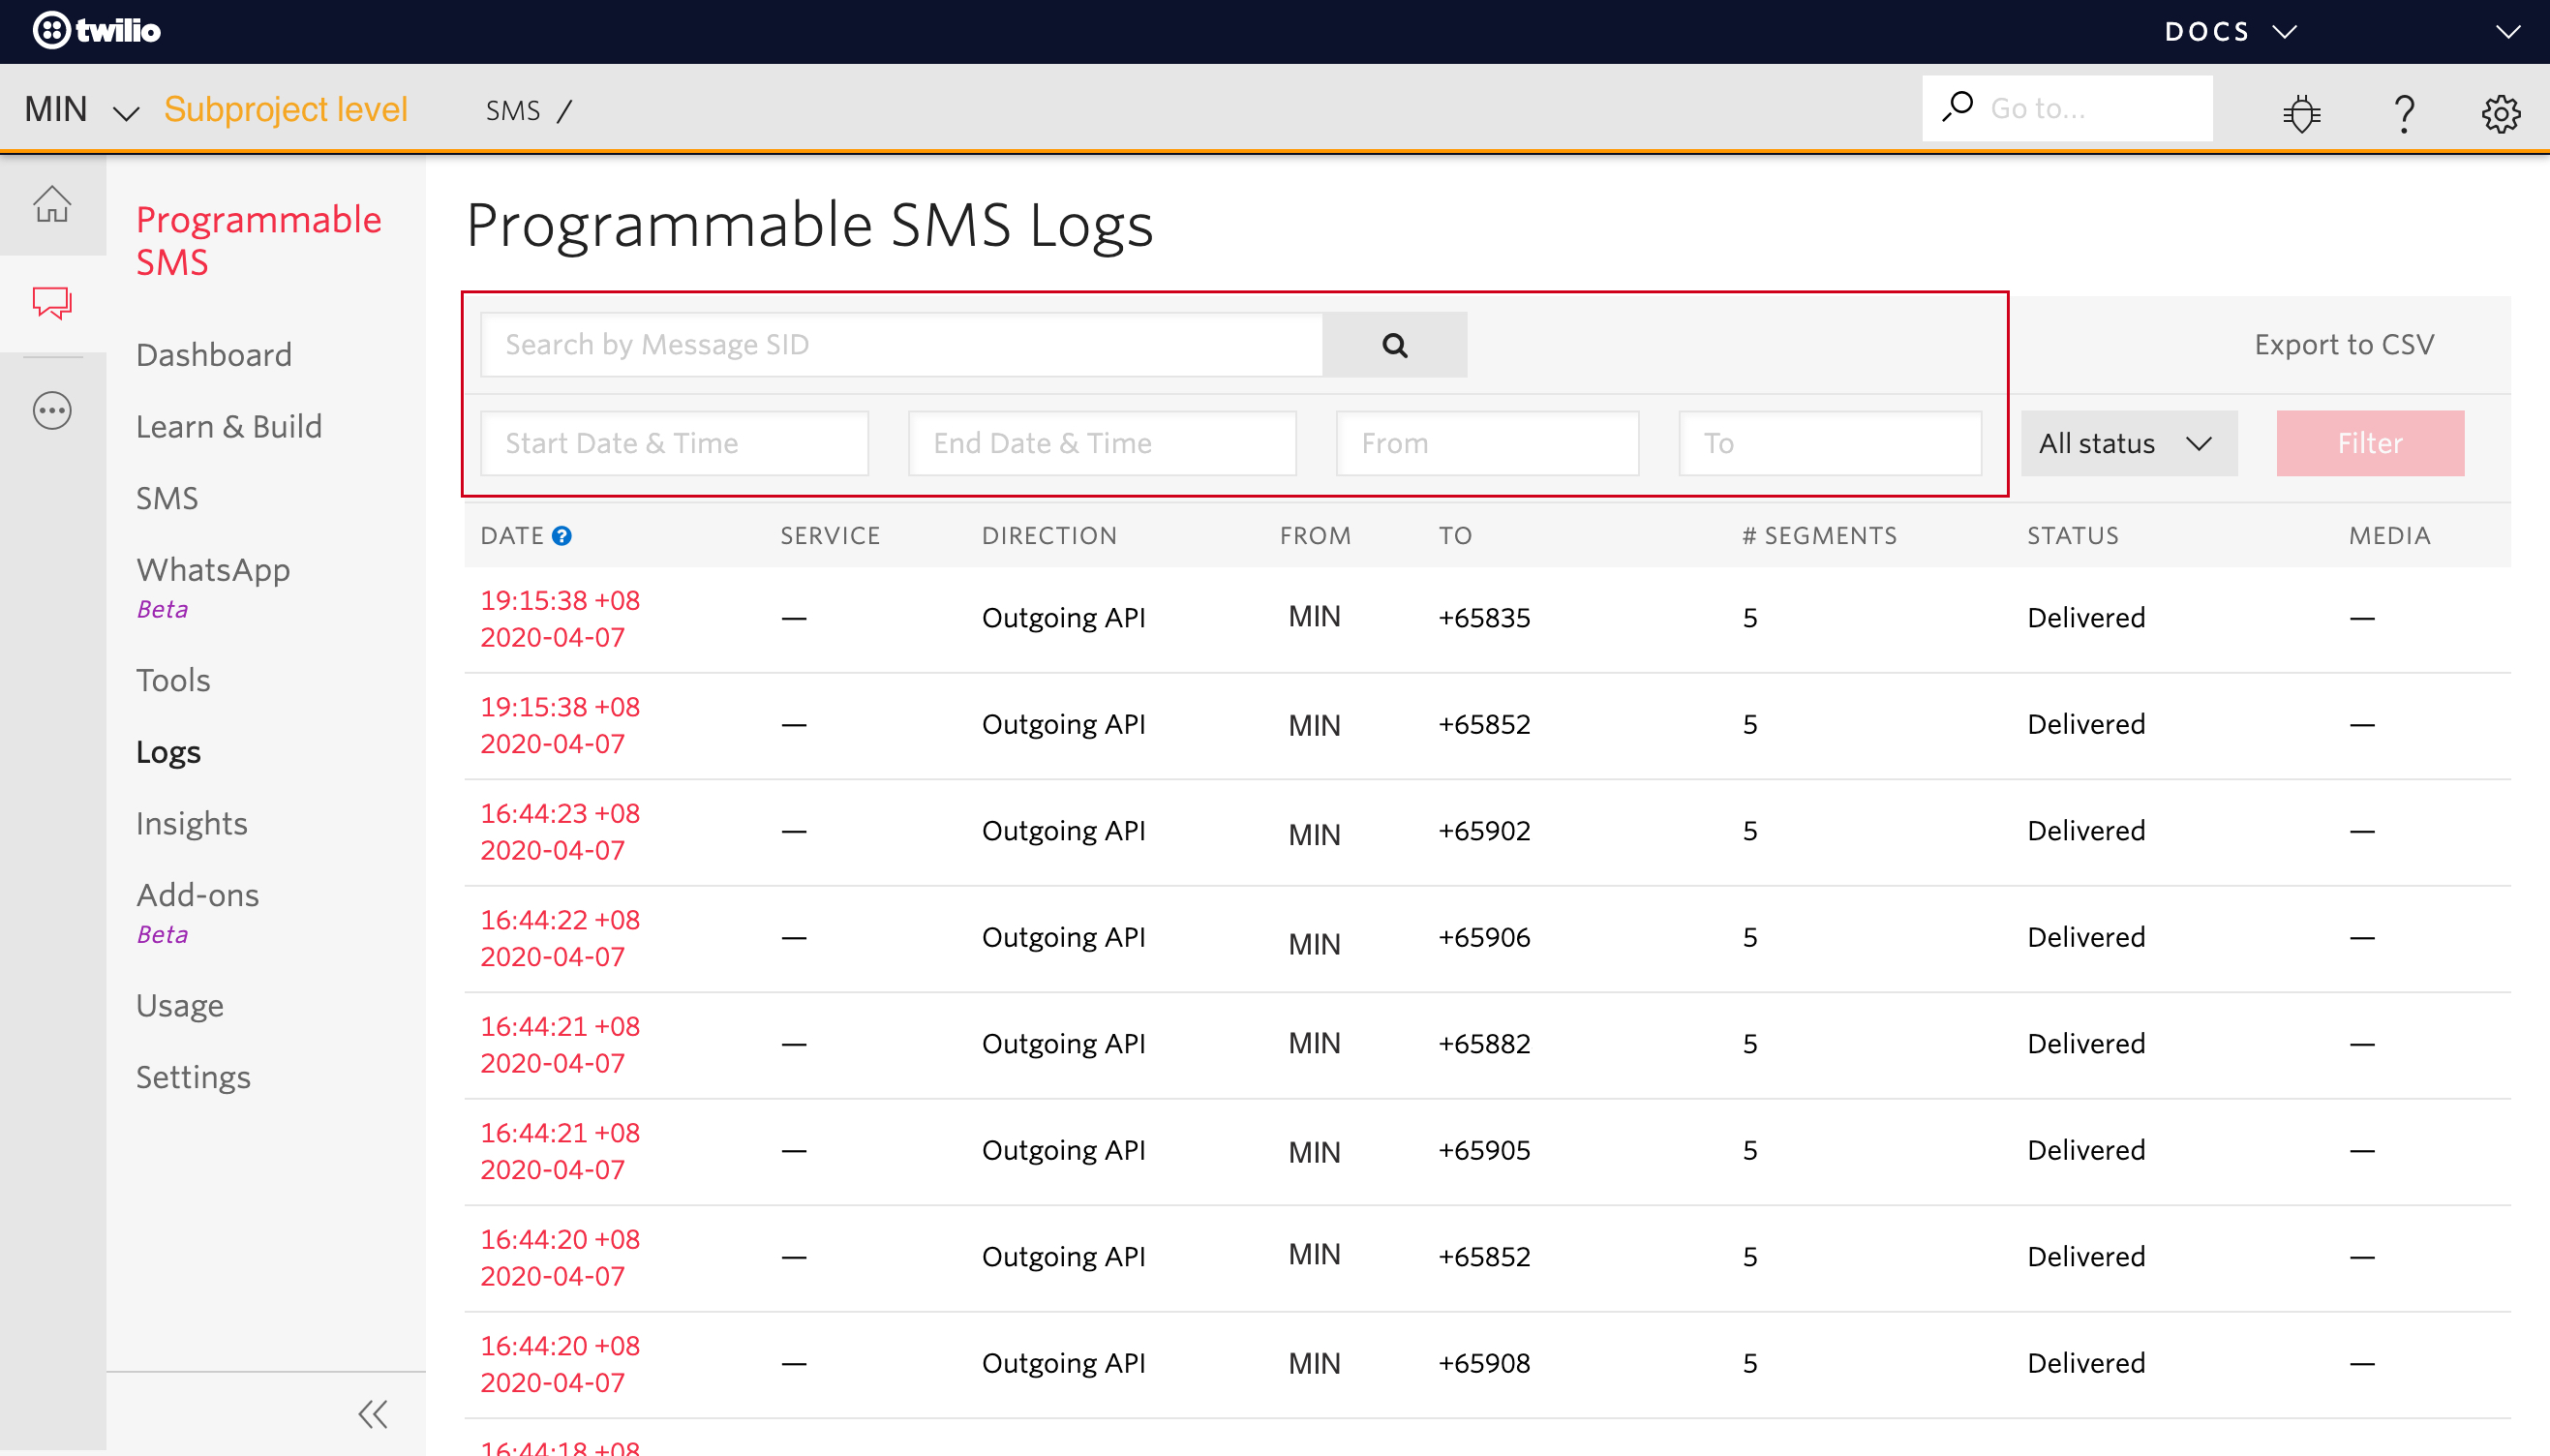 twilio
DOCS
MIN Subproject level SMS / Go to...
Programmable
SMS
Dashboard
Learn & Build
SMS
WhatsApp
Beta
Tools
Logs
Insights
Add-ons
Beta
Usage
Settings
Programmable SMS Logs
Search by Message SID
Export to CSV
Start Date & Time End Date & Time From To All status Filter
DATE ? SERVICE DIRECTION FROM TO # SEGMENTS STATUS MEDIA
19:15:38 +08
2020-04-07 — Outgoing API MIN +65835 5 Delivered —
19:15:38 +08
2020-04-07 — Outgoing API MIN +65852 5 Delivered —
16:44:23 +08
2020-04-07 — Outgoing API MIN +65902 5 Delivered —
16:44:22 +08
2020-04-07 — Outgoing API MIN +65906 5 Delivered —
16:44:21 +08
2020-04-07 — Outgoing API MIN +65882 5 Delivered —
16:44:21 +08
2020-04-07 — Outgoing API MIN +65905 5 Delivered —
16:44:20 +08
2020-04-07 — Outgoing API MIN +65852 5 Delivered —
16:44:20 +08
2020-04-07 — Outgoing API MIN +65908 5 Delivered —
16:44:18 +08